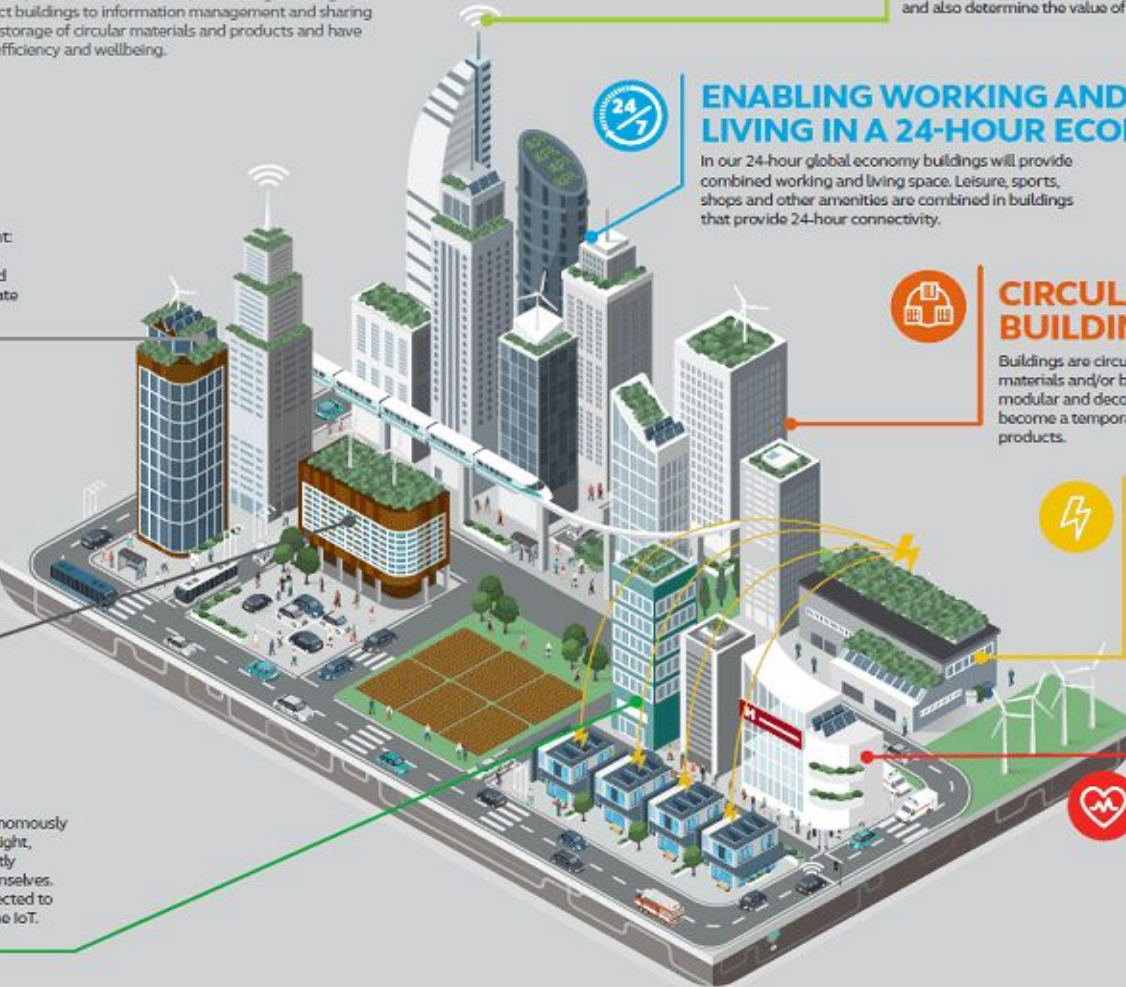 ct buildings to information management and sharing
storage of circular materials and products and have
efficiency and wellbeing.
and also determine the value of
24
7
ENABLING WORKING AND
LIVING IN A 24-HOUR ECO
In our 24-hour global economy buildings will provide
combined working and living space. Leisure, sports,
shops and other amenities are combined in buildings
that provide 24-hour connectivity.
t:
d
ate
CIRCUL
BUILDIN
Buildings are circu
materials and/or b
modular and deco
become a tempora
products.
H
nomously
ight,
tly
mselves.
ected to
e IoT.